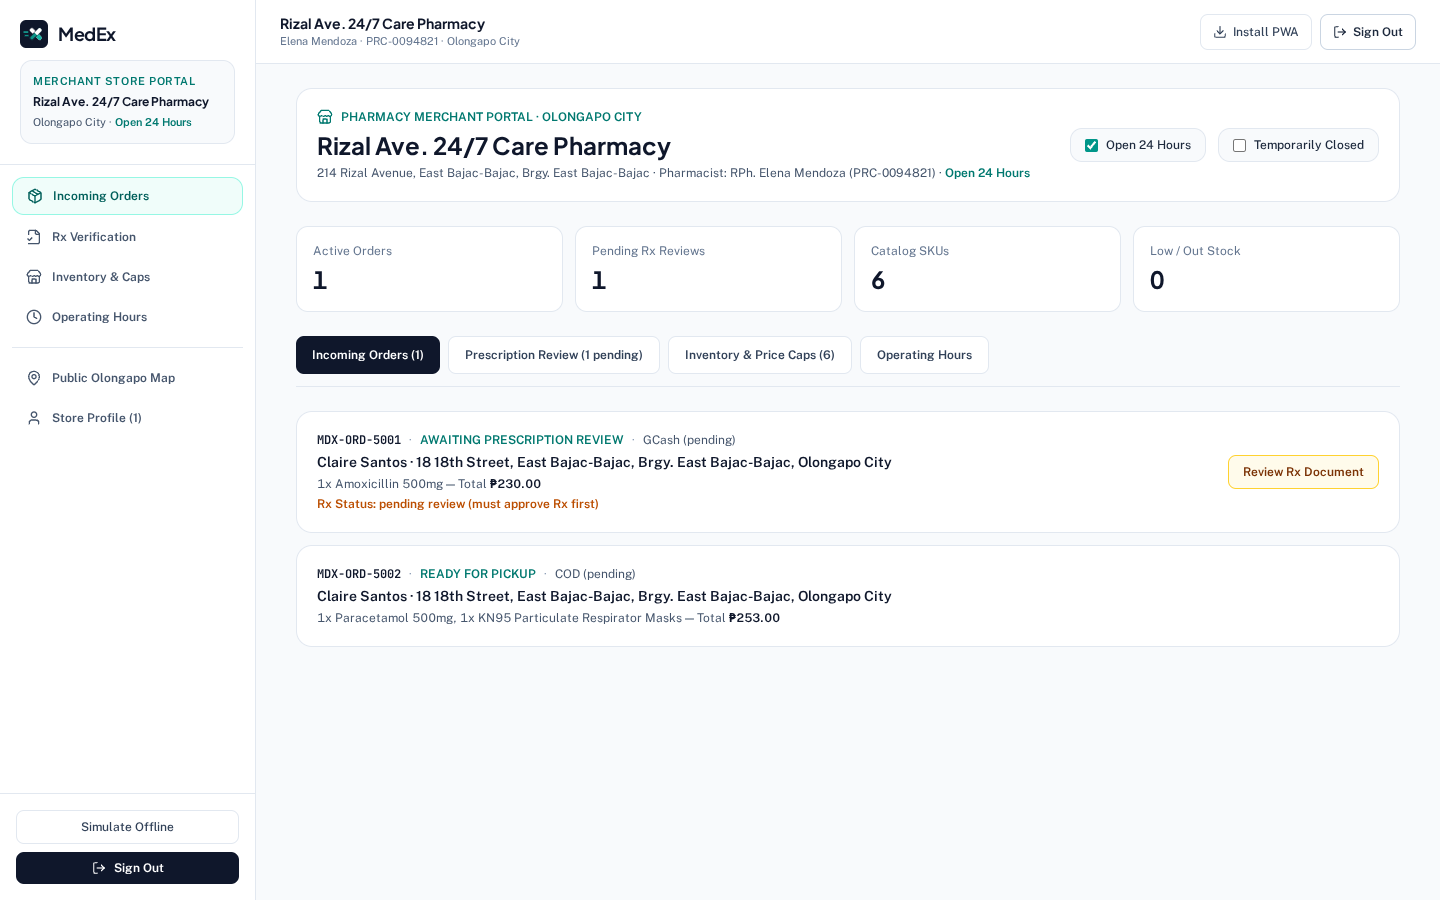 MedEx
MERCHANT STORE PORTAL
Rizal Ave. 24/7 Care Pharmacy
Olongapo City · Open 24 Hours
Incoming Orders
Rx Verification
Inventory & Caps
Operating Hours
Public Olongapo Map
Store Profile (1)
Simulate Offline
Sign Out
Rizal Ave. 24/7 Care Pharmacy
Elena Mendoza · PRC-0094821 · Olongapo City
Install PWA
Sign Out
PHARMACY MERCHANT PORTAL · OLONGAPO CITY
Rizal Ave. 24/7 Care Pharmacy
214 Rizal Avenue, East Bajac-Bajac, Brgy. East Bajac-Bajac · Pharmacist: RPh. Elena Mendoza (PRC-0094821) · Open 24 Hours
Open 24 Hours
Temporarily Closed
Active Orders
1
Pending Rx Reviews
1
Catalog SKUs
6
Low / Out Stock
0
Incoming Orders (1)
Prescription Review (1 pending)
Inventory & Price Caps (6)
Operating Hours
MDX-ORD-5001 · AWAITING PRESCRIPTION REVIEW · GCash (pending)
Claire Santos · 18 18th Street, East Bajac-Bajac, Brgy. East Bajac-Bajac, Olongapo City
1x Amoxicillin 500mg — Total ₱230.00
Rx Status: pending review (must approve Rx first)
Review Rx Document
MDX-ORD-5002 · READY FOR PICKUP · COD (pending)
Claire Santos · 18 18th Street, East Bajac-Bajac, Brgy. East Bajac-Bajac, Olongapo City
1x Paracetamol 500mg, 1x KN95 Particulate Respirator Masks — Total ₱253.00